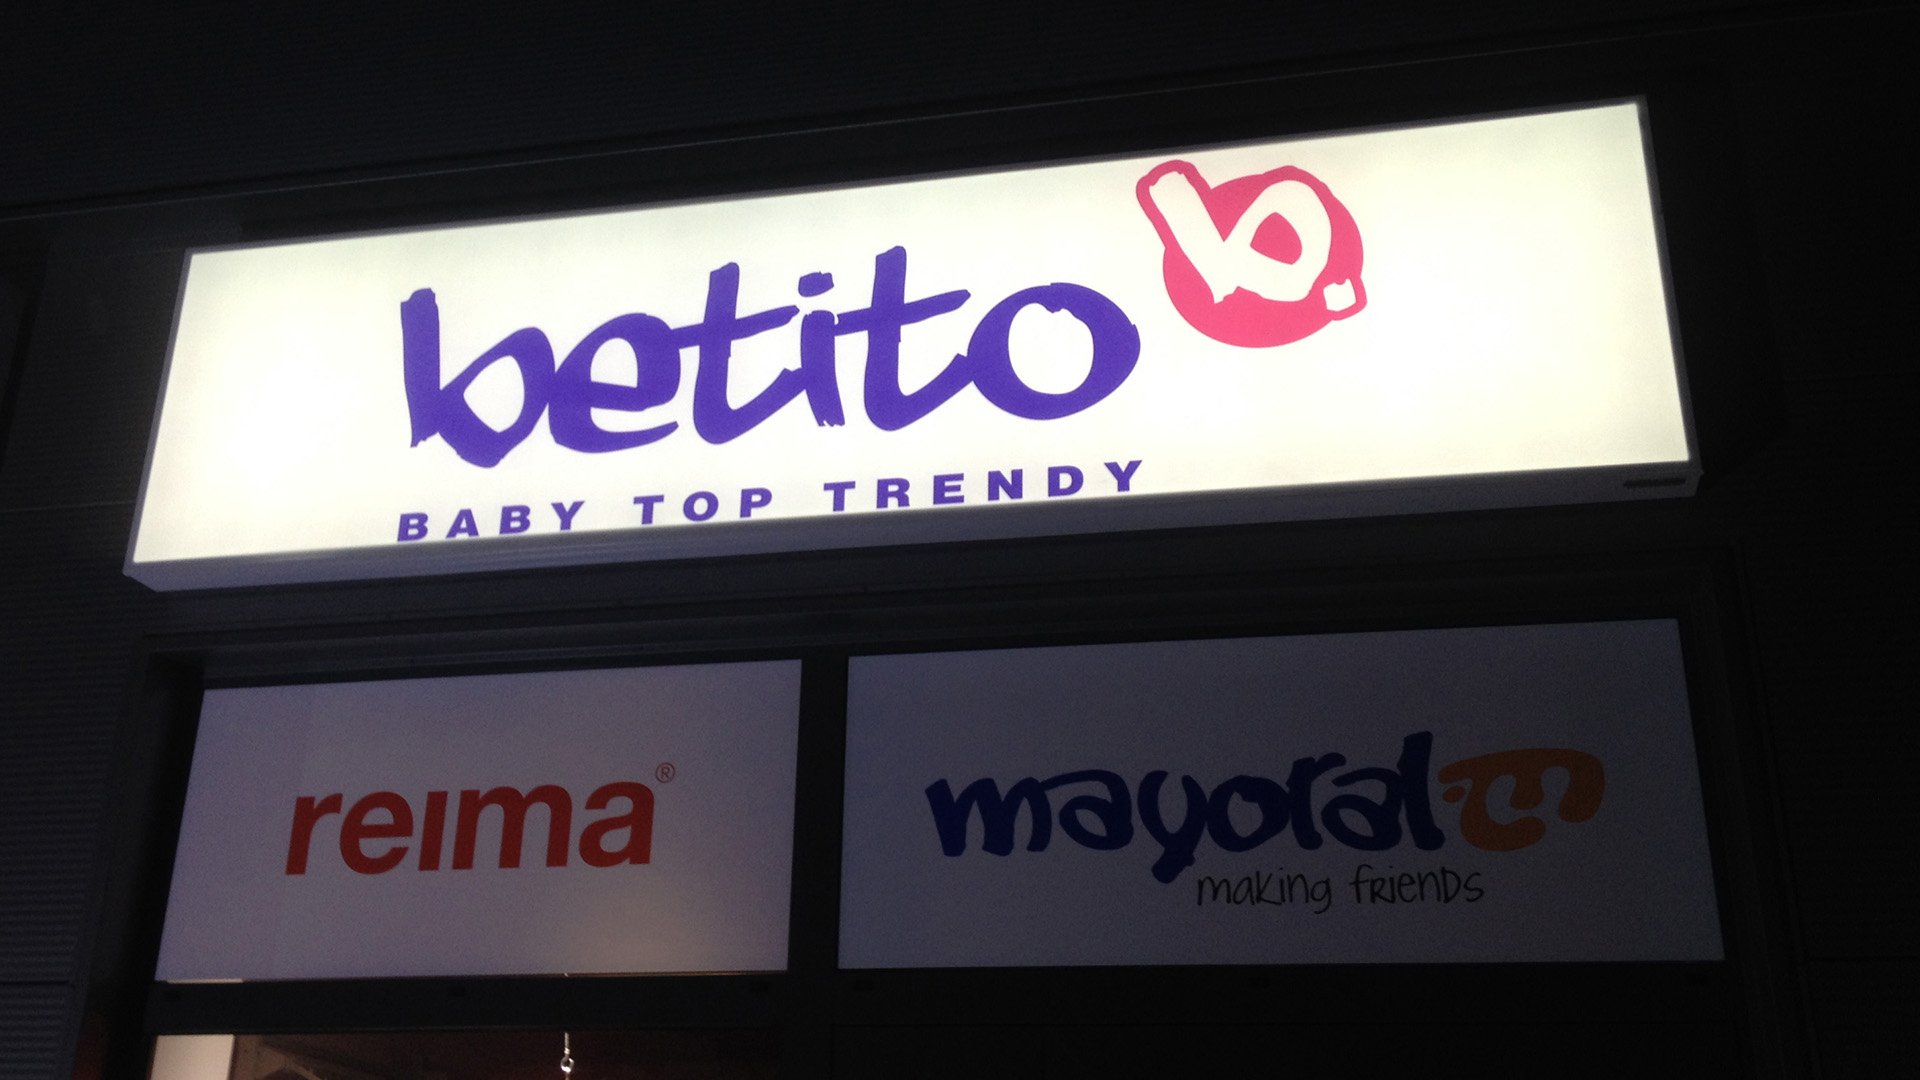 betito b.
BABY TOP TRENDY
reima®
mayoral m
making friends